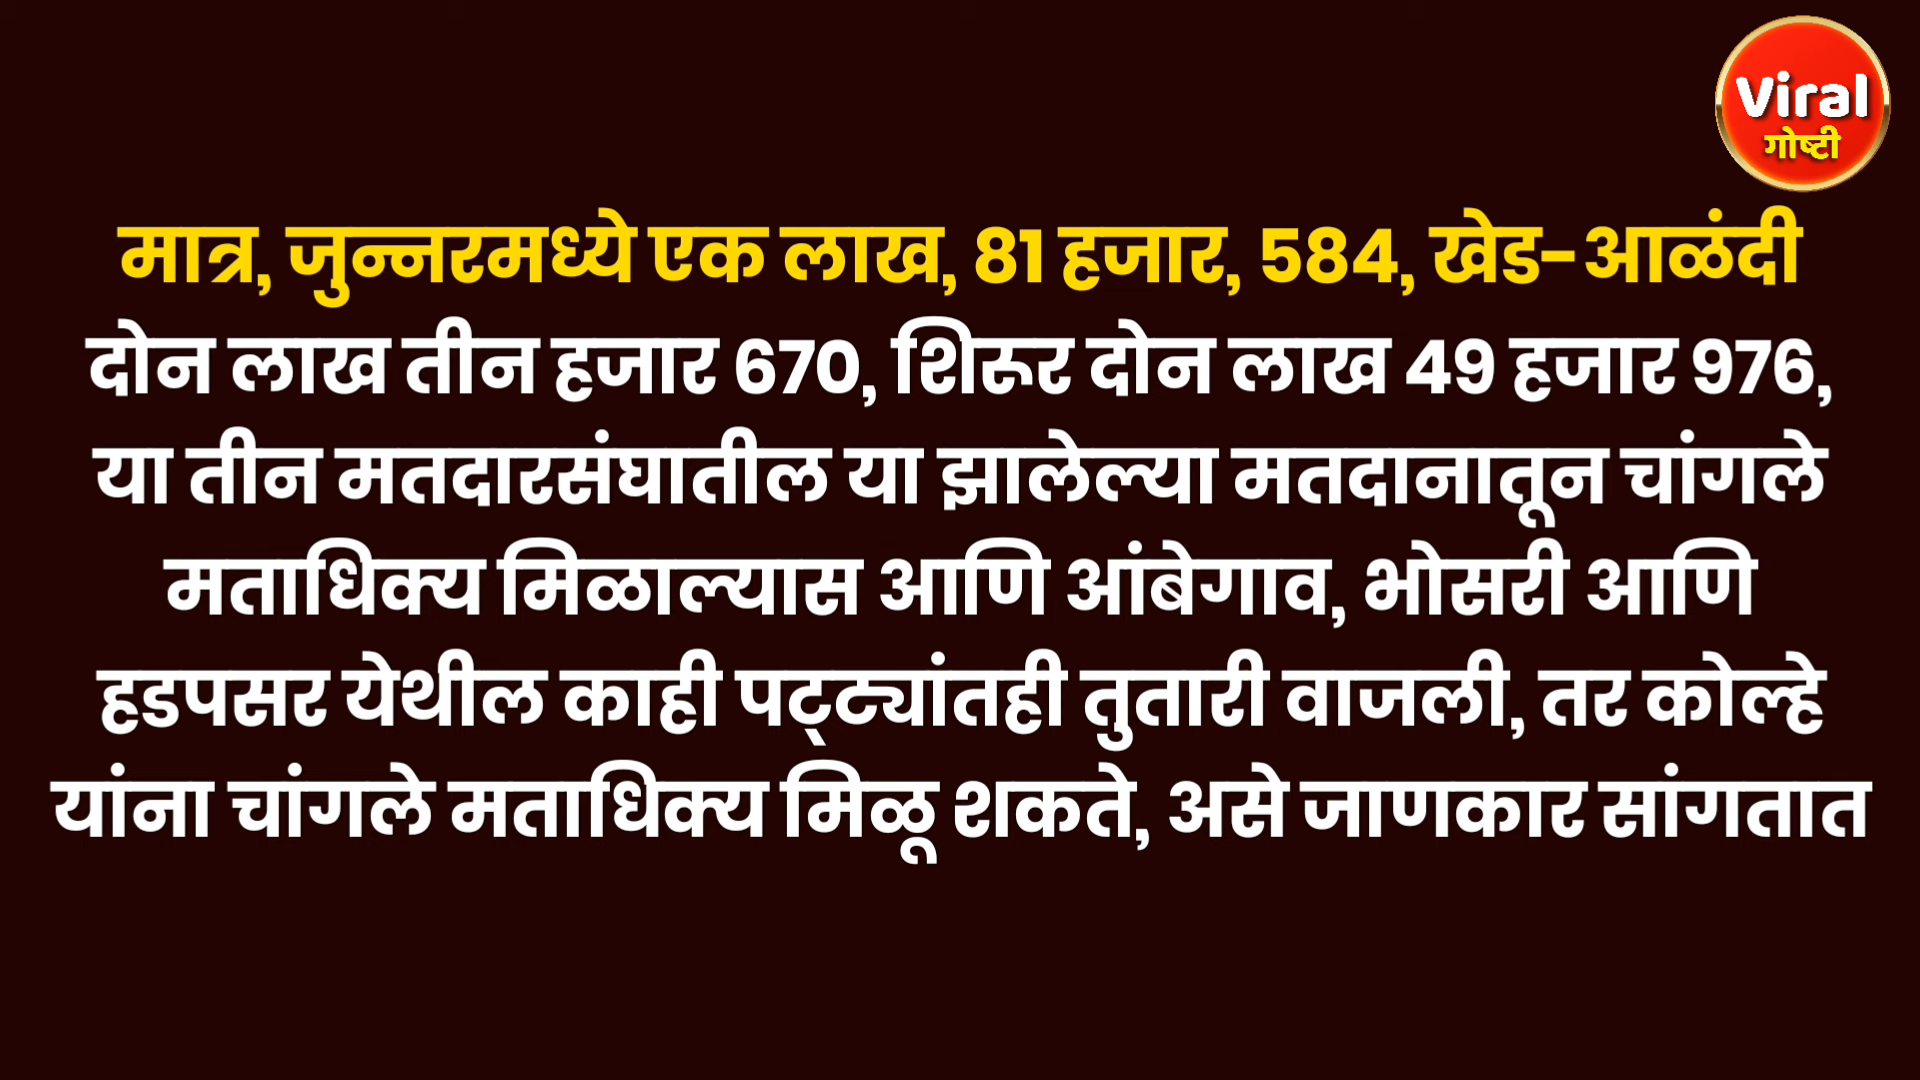 Viral
गोष्टी
मात्र, जुन्नरमध्ये एक लाख, 81 हजार, 584, खेड-आळंदी
दोन लाख तीन हजार 670, शिरूर दोन लाख 49 हजार 976,
या तीन मतदारसंघातील या झालेल्या मतदानातून चांगले
मताधिक्य मिळाल्यास आणि आंबेगाव, भोसरी आणि
हडपसर येथील काही पट्ट्यांतही तुतारी वाजली, तर कोल्हे
यांना चांगले मताधिक्य मिळू शकते, असे जाणकार सांगतात